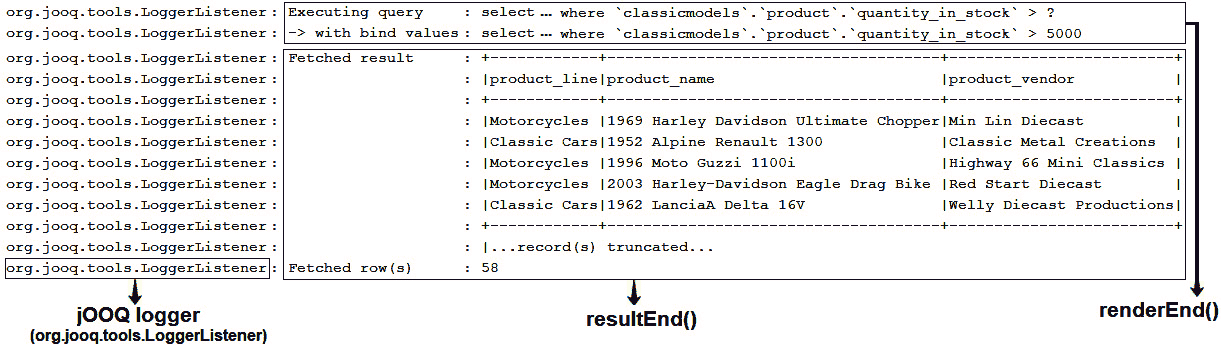 org.jooq.tools.LoggerListener : Executing query : select … where `classicmodels`.`product`.`quantity_in_stock` > ?
org.jooq.tools.LoggerListener : -> with bind values : select … where `classicmodels`.`product`.`quantity_in_stock` > 5000
org.jooq.tools.LoggerListener : Fetched result : +------------+-------------------------------------+--------------------------+
org.jooq.tools.LoggerListener : : |product_line|product_name |product_vendor |
org.jooq.tools.LoggerListener : : +------------+-------------------------------------+--------------------------+
org.jooq.tools.LoggerListener : : |Motorcycles |1969 Harley Davidson Ultimate Chopper|Min Lin Diecast |
org.jooq.tools.LoggerListener : : |Classic Cars|1952 Alpine Renault 1300 |Classic Metal Creations |
org.jooq.tools.LoggerListener : : |Motorcycles |1996 Moto Guzzi 1100i |Highway 66 Mini Classics |
org.jooq.tools.LoggerListener : : |Motorcycles |2003 Harley-Davidson Eagle Drag Bike |Red Start Diecast |
org.jooq.tools.LoggerListener : : |Classic Cars|1962 LanciaA Delta 16V |Welly Diecast Productions|
org.jooq.tools.LoggerListener : : +------------+-------------------------------------+--------------------------+
org.jooq.tools.LoggerListener : : |...record(s) truncated...
org.jooq.tools.LoggerListener : Fetched row(s) : 58
jOOQ logger
(org.jooq.tools.LoggerListener)
resultEnd()
renderEnd()